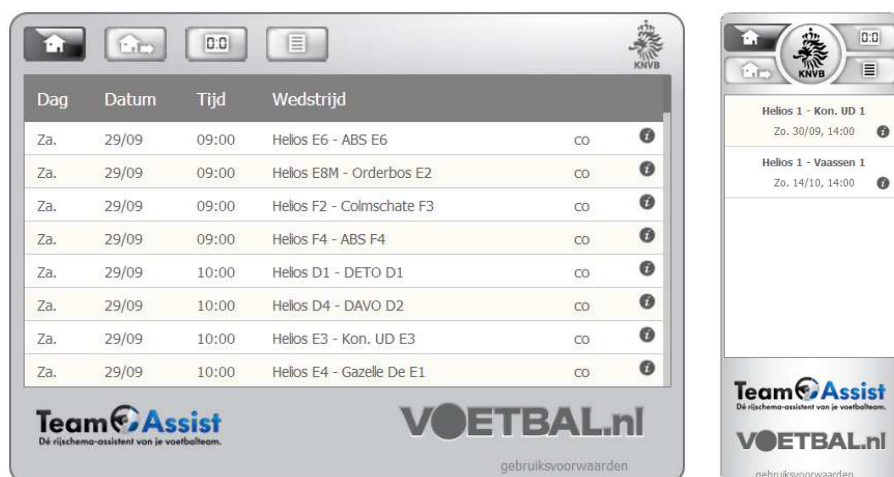 0:0
KNVB
Dag Datum Tijd Wedstrijd
Za. 29/09 09:00 Helios E6 - ABS E6 co i
Za. 29/09 09:00 Helios E8M - Orderbos E2 co i
Za. 29/09 09:00 Helios F2 - Colmschate F3 co i
Za. 29/09 09:00 Helios F4 - ABS F4 co i
Za. 29/09 10:00 Helios D1 - DETO D1 co i
Za. 29/09 10:00 Helios D4 - DAVO D2 co i
Za. 29/09 10:00 Helios E3 - Kon. UD E3 co i
Za. 29/09 10:00 Helios E4 - Gazelle De E1 co i
Team Assist
Dé rijschema-assistent van je voetbalteam.
VOETBAL.nl
gebruiksvoorwaarden
0:0
KNVB
Helios 1 - Kon. UD 1
Zo. 30/09, 14:00 i
Helios 1 - Vaassen 1
Zo. 14/10, 14:00 i
Team Assist
Dé rijschema-assistent van je voetbalteam.
VOETBAL.nl
gebruiksvoorwaarden